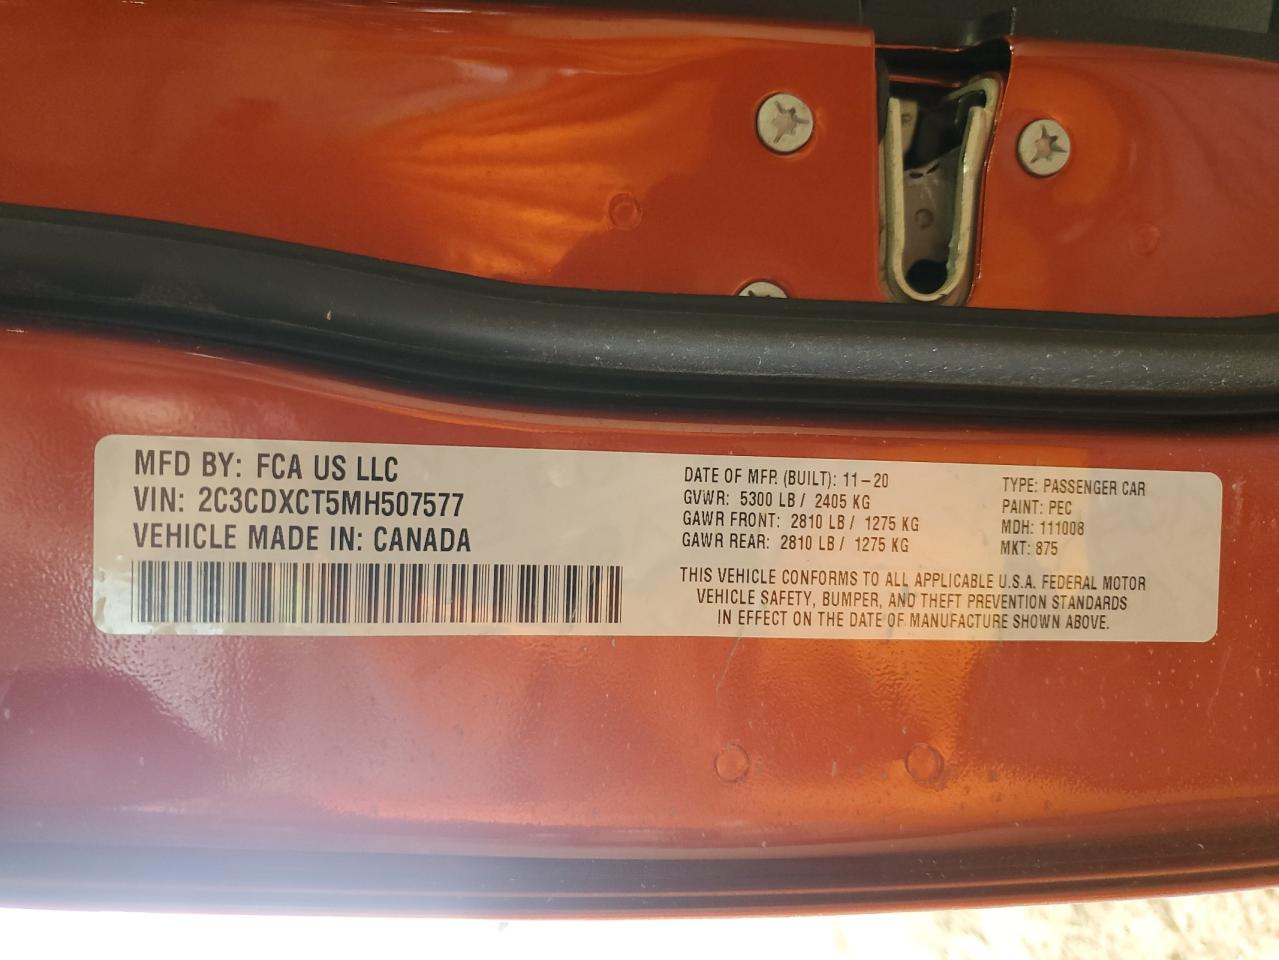 MFD BY: FCA US LLC
VIN: 2C3CDXCT5MH507577
VEHICLE MADE IN: CANADA
DATE OF MFR. (BUILT): 11-20
GVWR: 5300 LB / 2405 KG
GAWR FRONT: 2810 LB / 1275 KG
GAWR REAR: 2810 LB / 1275 KG
TYPE: PASSENGER CAR
PAINT: PEC
MDH: 111008
MKT: 875
THIS VEHICLE CONFORMS TO ALL APPLICABLE U.S.A. FEDERAL MOTOR
VEHICLE SAFETY, BUMPER, AND THEFT PREVENTION STANDARDS
IN EFFECT ON THE DATE OF MANUFACTURE SHOWN ABOVE.